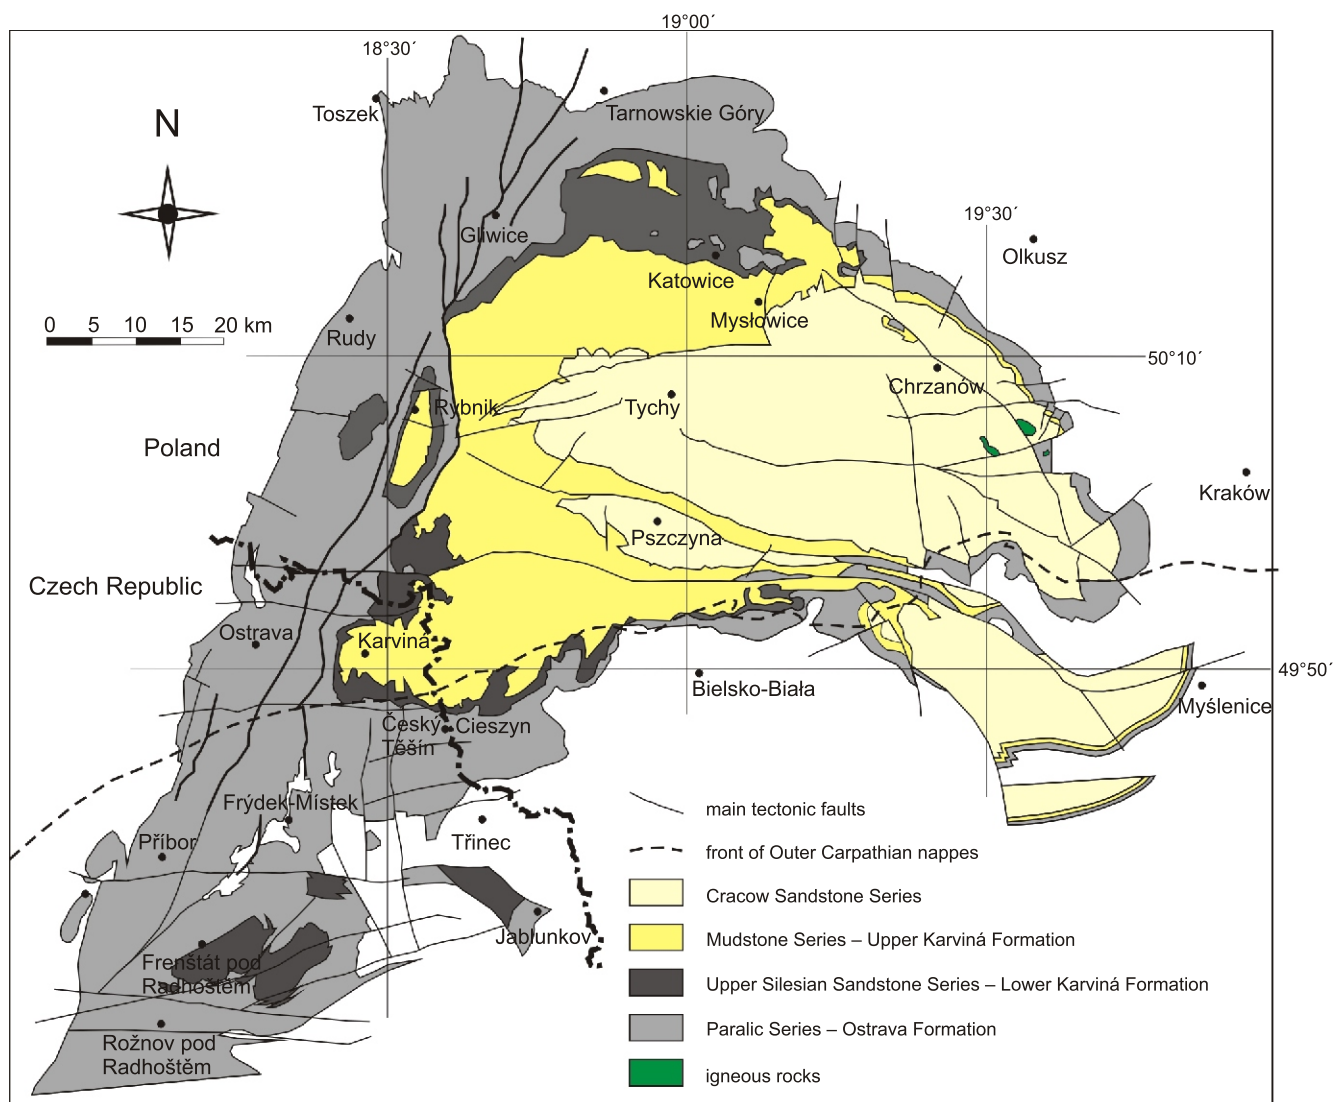 19°00´
18°30´
Toszek
Tarnowskie Góry
N
19°30´
Gliwice
Olkusz
Katowice
0 5 10 15 20 km
Mysłowice
Rudy
50°10´
Chrzanów
Rybnik
Tychy
Poland
Kraków
Pszczyna
Czech Republic
Ostrava
Karviná
49°50´
Bielsko-Biała
Myślenice
Český
Těšín
Cieszyn
Frýdek-Místek
main tectonic faults
Příbor
Třinec
front of Outer Carpathian nappes
Cracow Sandstone Series
Jablunkov
Mudstone Series – Upper Karviná Formation
Frenštát pod
Radhoštěm
Upper Silesian Sandstone Series – Lower Karviná Formation
Paralic Series – Ostrava Formation
Rožnov pod
Radhoštěm
igneous rocks